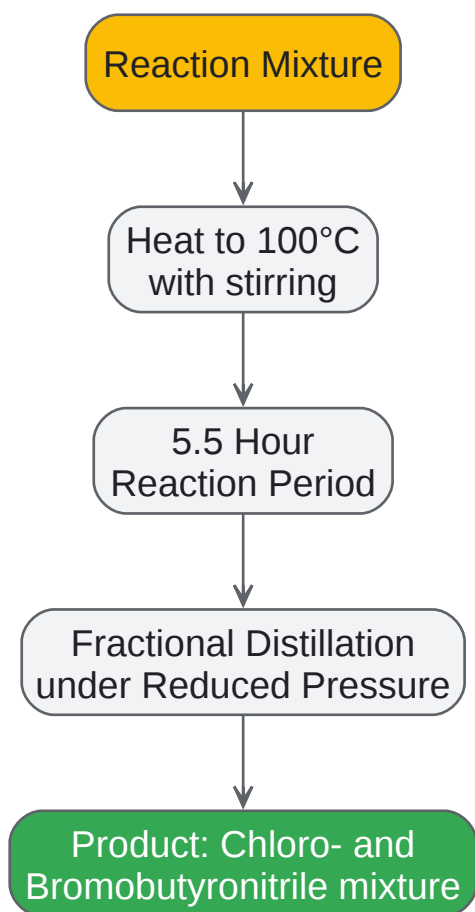 Reaction Mixture
Heat to 100°C
with stirring
5.5 Hour
Reaction Period
Fractional Distillation
under Reduced Pressure
Product: Chloro- and
Bromobutyronitrile mixture